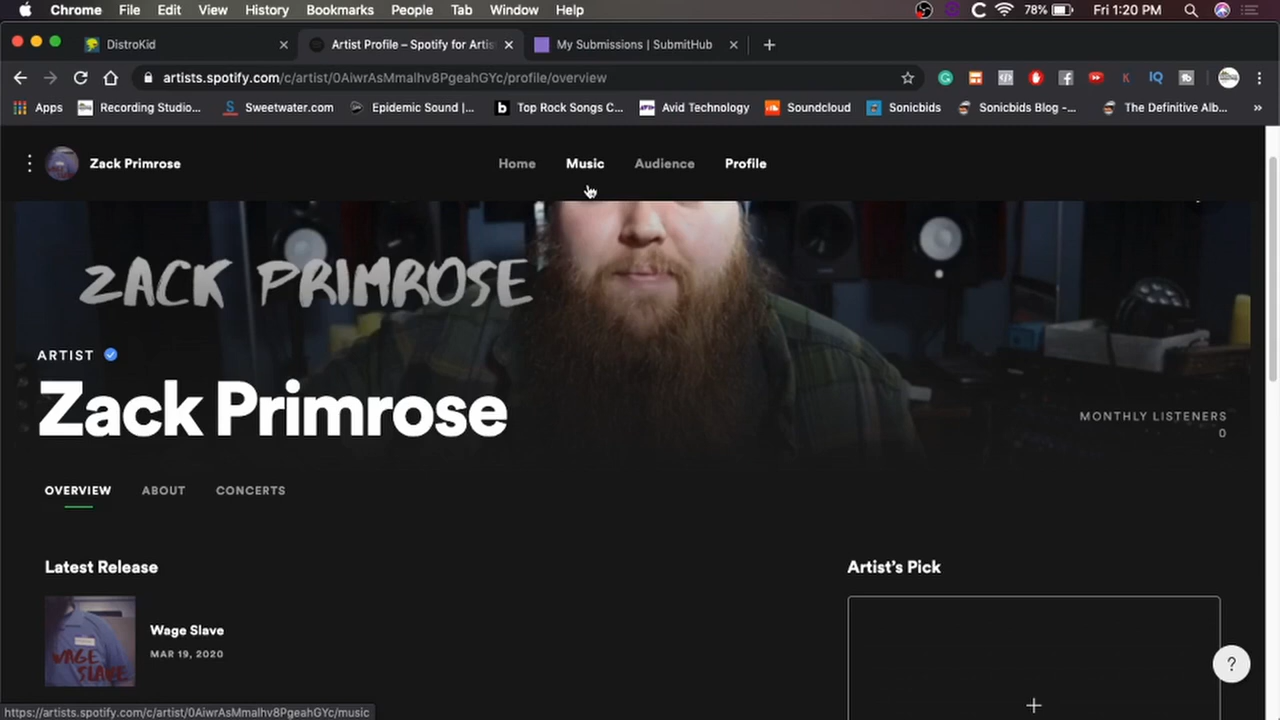 Chrome File Edit View History Bookmarks People Tab Window Help 78% Fri 1:20 PM
DistroKid Artist Profile – Spotify for Artis My Submissions | SubmitHub
artists.spotify.com/c/artist/0AiwrAsMmalhv8PgeahGYc/profile/overview
Apps Recording Studio... Sweetwater.com Epidemic Sound |... Top Rock Songs C... Avid Technology Soundcloud Sonicbids Sonicbids Blog -... The Definitive Alb... »
Zack Primrose Home Music Audience Profile
ZACK PRIMROSE
ARTIST
Zack Primrose
MONTHLY LISTENERS
0
OVERVIEW ABOUT CONCERTS
Latest Release Artist's Pick
Wage Slave
MAR 19, 2020
WAGE
SLAVE
+
?
https://artists.spotify.com/c/artist/0AiwrAsMmalhv8PgeahGYc/music